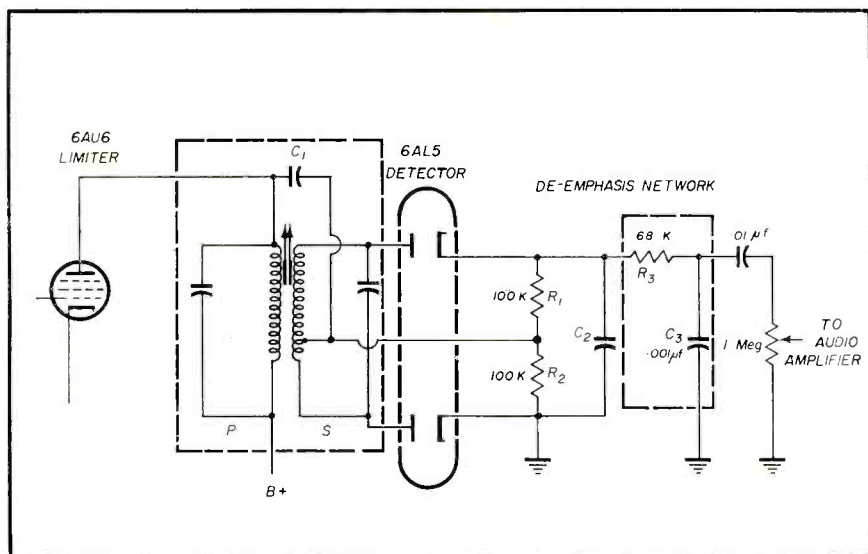 6AU6
LIMITER
C1
6AL5
DETECTOR
DE-EMPHASIS NETWORK
68 K
R3
.01 µf
100 K
R1
C2
C3
.001µf
1 Meg
TO
AUDIO
AMPLIFIER
100 K
R2
P
S
B+